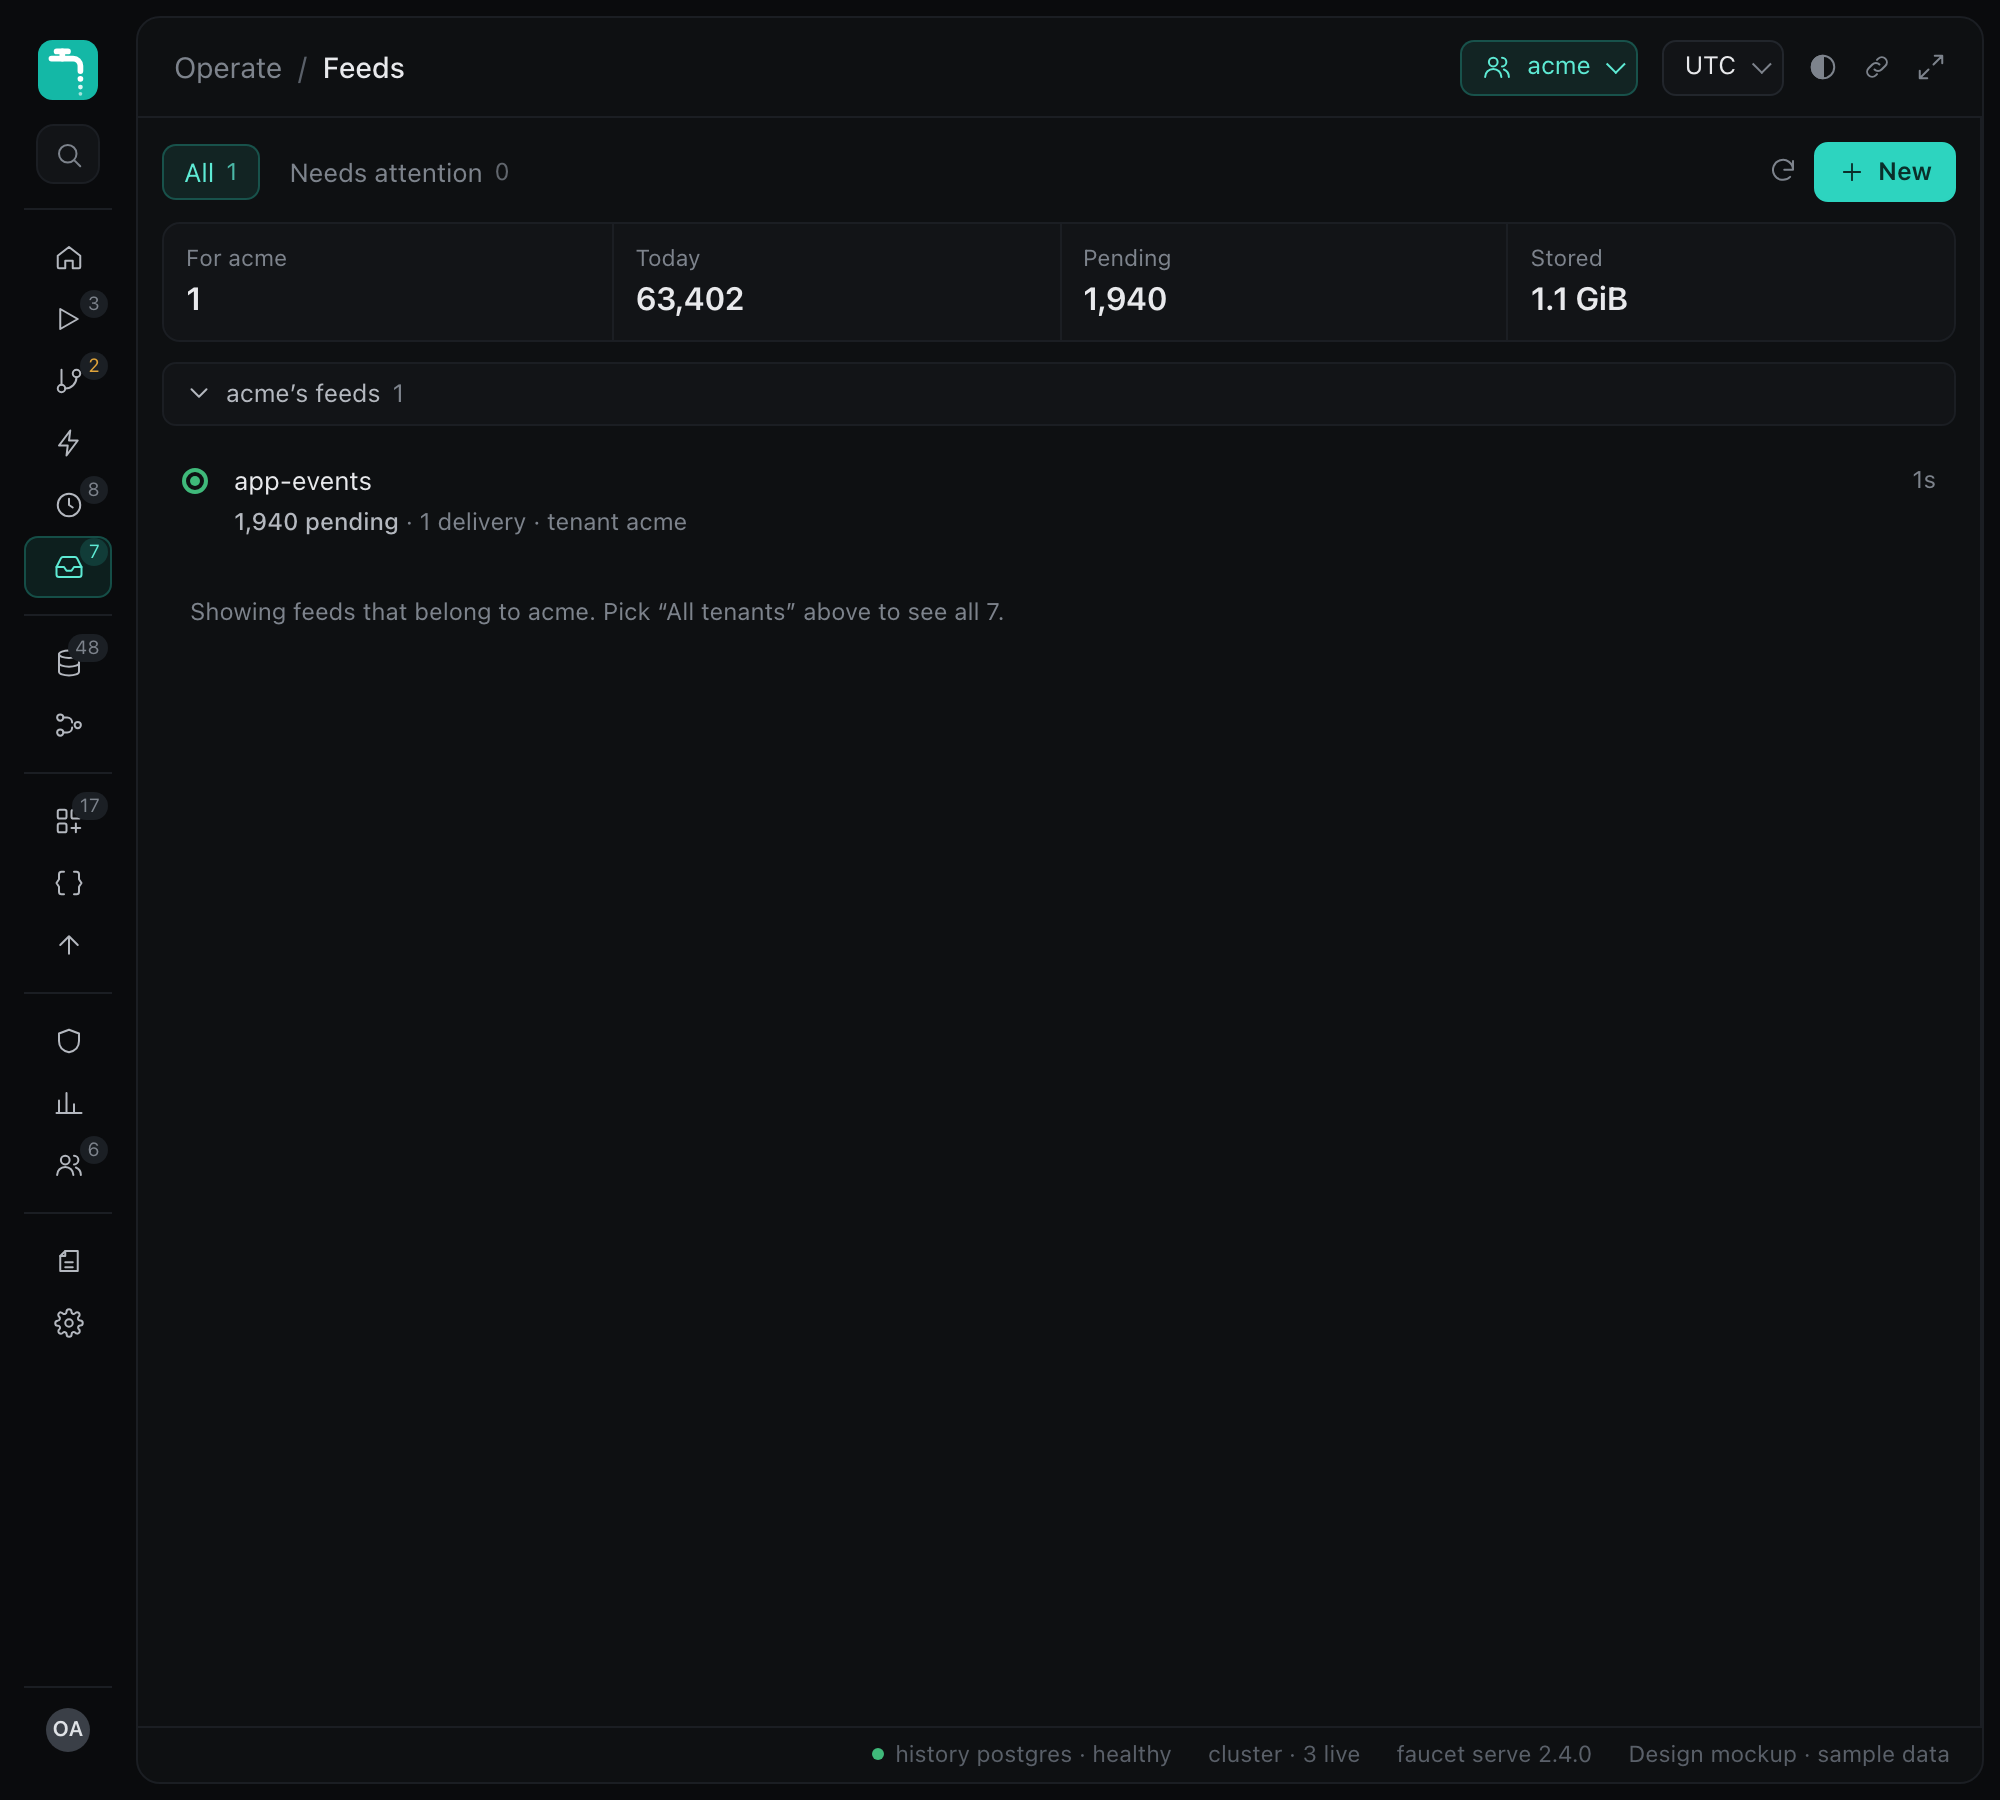 Operate / Feeds
acme
UTC
All 1
Needs attention 0
New
For acme
1
Today
63,402
Pending
1,940
Stored
1.1 GiB
acme’s feeds 1
app-events
1s
1,940 pending · 1 delivery · tenant acme
Showing feeds that belong to acme. Pick “All tenants” above to see all 7.
3
2
8
7
48
17
6
OA
history postgres · healthy
cluster · 3 live
faucet serve 2.4.0
Design mockup · sample data